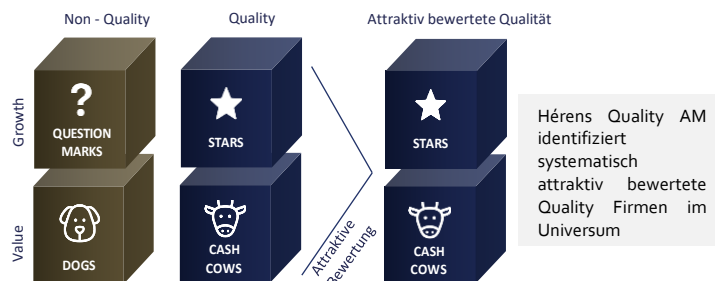 Non - Quality
Quality
Attraktiv bewertete Qualität
Growth
?
QUESTION
MARKS
STARS
STARS
Value
DOGS
CASH
COWS
Attraktive
Bewertung
CASH
COWS
Hérens Quality AM
identifiziert
systematisch
attraktiv bewertete
Quality Firmen im
Universum